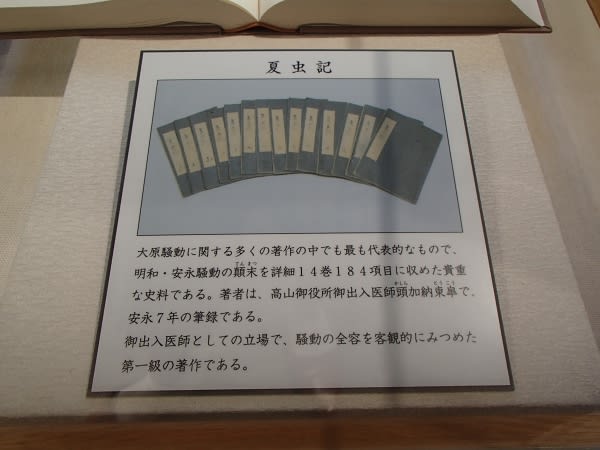 夏虫記
大原騒動に関する多くの著作の中でも最も代表的なもので、
明和・安永騒動の顛末を詳細14巻184項目に収めた貴重
な史料である。著者は、高山御役所御出入医師頭加納東皐で、
安永7年の筆録である。
御出入医師としての立場で、騒動の全容を客観的にみつめた
第一級の著作である。